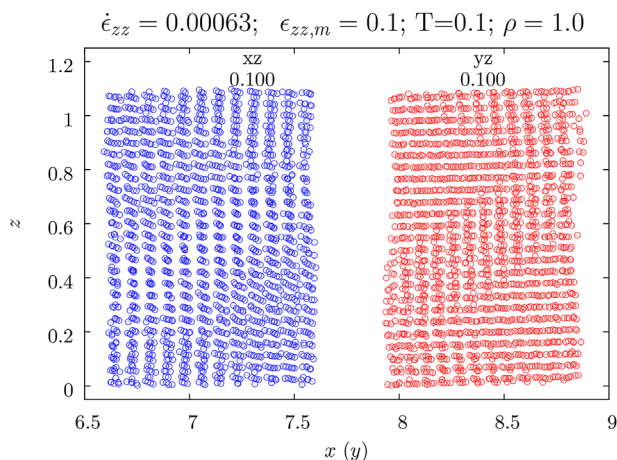 ϵ̇zz = 0.00063; ϵzz,m = 0.1; T=0.1; ρ = 1.0
xz yz
0.100 0.100
1.2
1
0.8
0.6
0.4
0.2
0
z
6.5 7 7.5 8 8.5 9
x (y)